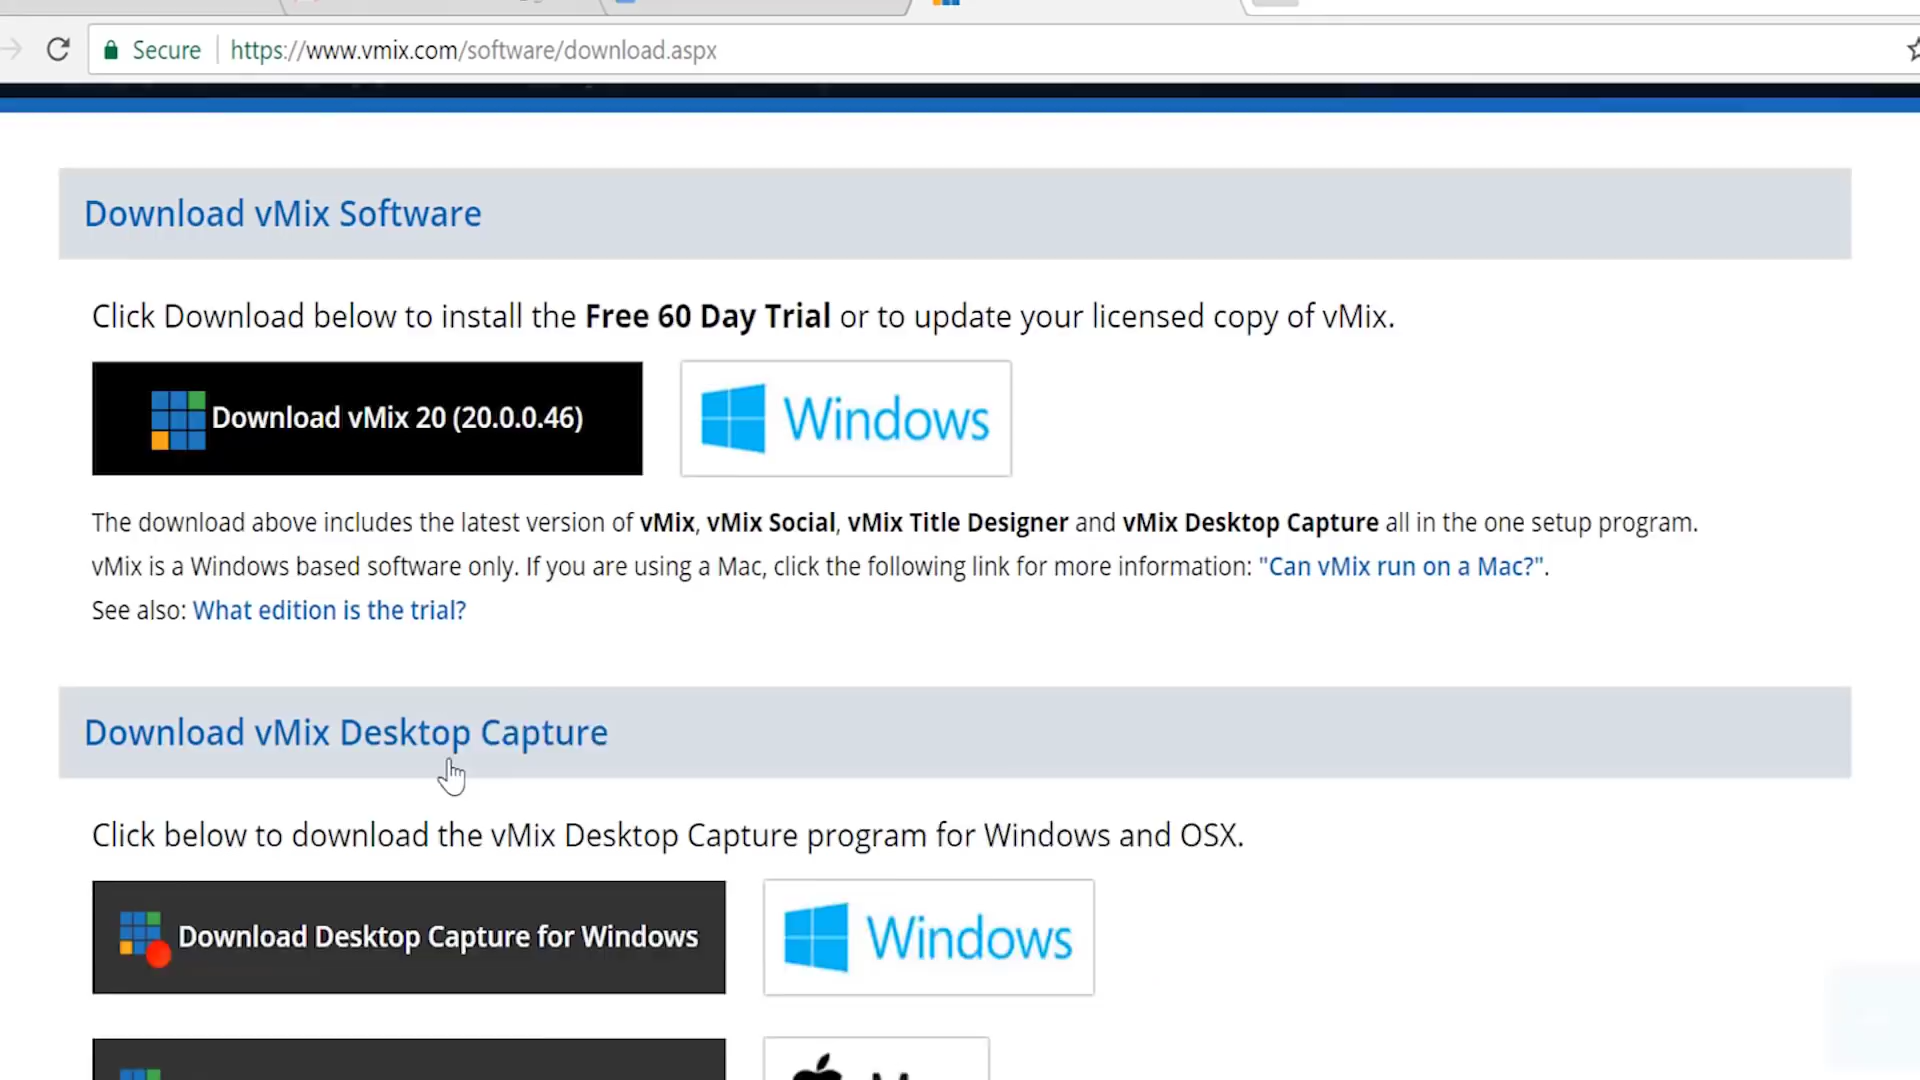 Secure https://www.vmix.com/software/download.aspx
Download vMix Software
Click Download below to install the Free 60 Day Trial or to update your licensed copy of vMix.
Download vMix 20 (20.0.0.46) Windows
The download above includes the latest version of vMix, vMix Social, vMix Title Designer and vMix Desktop Capture all in the one setup program.
vMix is a Windows based software only. If you are using a Mac, click the following link for more information: "Can vMix run on a Mac?".
See also: What edition is the trial?
Download vMix Desktop Capture
Click below to download the vMix Desktop Capture program for Windows and OSX.
Download Desktop Capture for Windows Windows